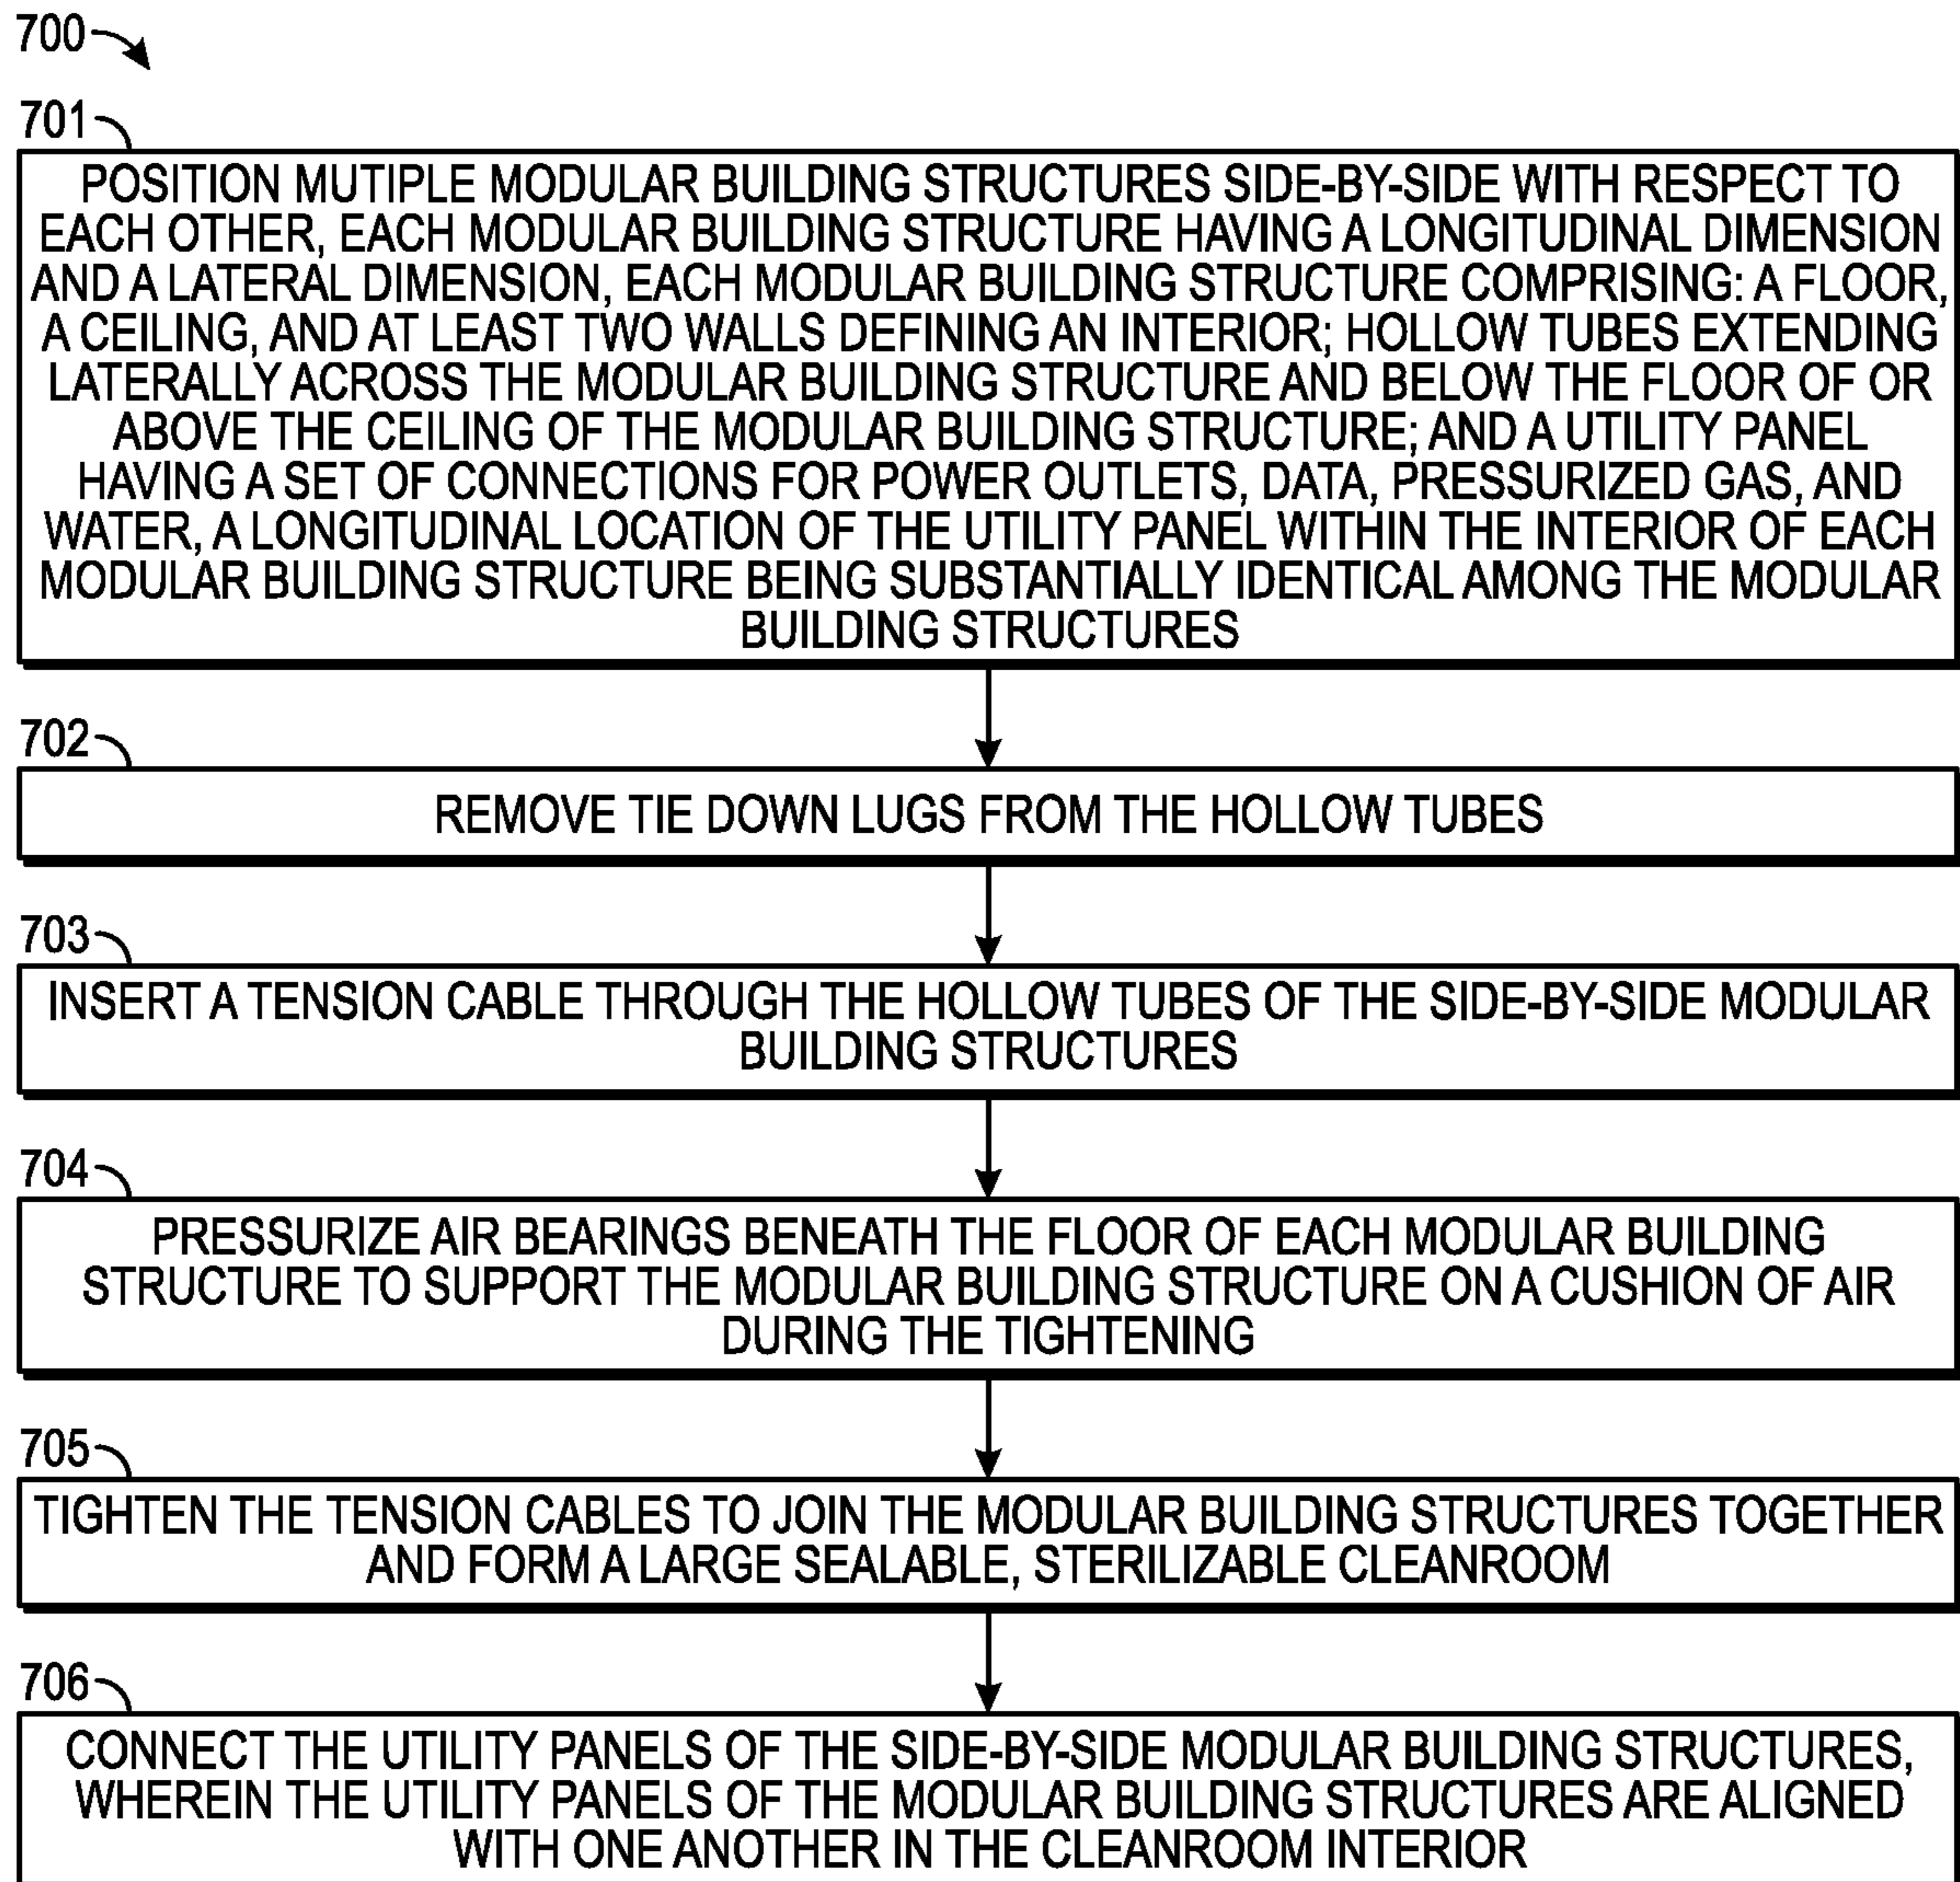 700
701
POSITION MUTIPLE MODULAR BUILDING STRUCTURES SIDE-BY-SIDE WITH RESPECT TO
EACH OTHER, EACH MODULAR BUILDING STRUCTURE HAVING A LONGITUDINAL DIMENSION
AND A LATERAL DIMENSION, EACH MODULAR BUILDING STRUCTURE COMPRISING: A FLOOR,
A CEILING, AND AT LEAST TWO WALLS DEFINING AN INTERIOR; HOLLOW TUBES EXTENDING
LATERALLY ACROSS THE MODULAR BUILDING STRUCTURE AND BELOW THE FLOOR OF OR
ABOVE THE CEILING OF THE MODULAR BUILDING STRUCTURE; AND A UTILITY PANEL
HAVING A SET OF CONNECTIONS FOR POWER OUTLETS, DATA, PRESSURIZED GAS, AND
WATER, A LONGITUDINAL LOCATION OF THE UTILITY PANEL WITHIN THE INTERIOR OF EACH
MODULAR BUILDING STRUCTURE BEING SUBSTANTIALLY IDENTICAL AMONG THE MODULAR
BUILDING STRUCTURES
702
REMOVE TIE DOWN LUGS FROM THE HOLLOW TUBES
703
INSERT A TENSION CABLE THROUGH THE HOLLOW TUBES OF THE SIDE-BY-SIDE MODULAR
BUILDING STRUCTURES
704
PRESSURIZE AIR BEARINGS BENEATH THE FLOOR OF EACH MODULAR BUILDING
STRUCTURE TO SUPPORT THE MODULAR BUILDING STRUCTURE ON A CUSHION OF AIR
DURING THE TIGHTENING
705
TIGHTEN THE TENSION CABLES TO JOIN THE MODULAR BUILDING STRUCTURES TOGETHER
AND FORM A LARGE SEALABLE, STERILIZABLE CLEANROOM
706
CONNECT THE UTILITY PANELS OF THE SIDE-BY-SIDE MODULAR BUILDING STRUCTURES,
WHEREIN THE UTILITY PANELS OF THE MODULAR BUILDING STRUCTURES ARE ALIGNED
WITH ONE ANOTHER IN THE CLEANROOM INTERIOR